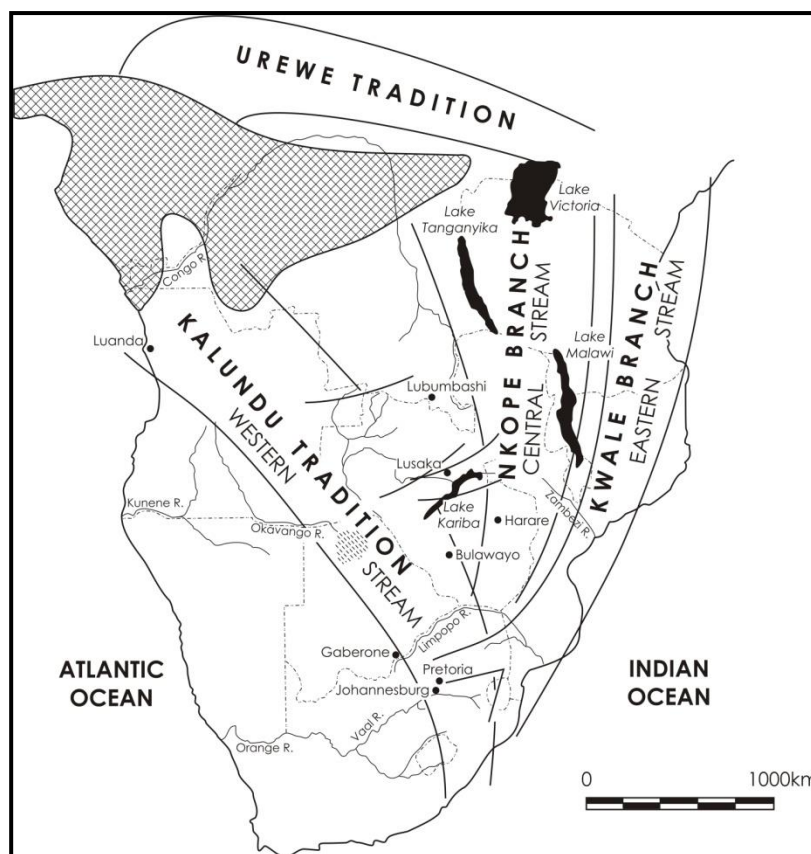 UREWE TRADITION
Lake
Victoria
Lake
Tanganyika
Congo R.
NKOPE BRANCH
CENTRAL STREAM
KWALE BRANCH
EASTERN STREAM
Luanda
KALUNDU TRADITION
WESTERN STREAM
Lake
Malawi
Lubumbashi
Lusaka
Lake
Kariba
Harare
Zambezi R.
Kunene R.
Okavango R.
Bulawayo
Limpopo R.
Gaberone
Pretoria
Johannesburg
ATLANTIC
OCEAN
INDIAN
OCEAN
Vaal R.
Orange R.
0 1000km